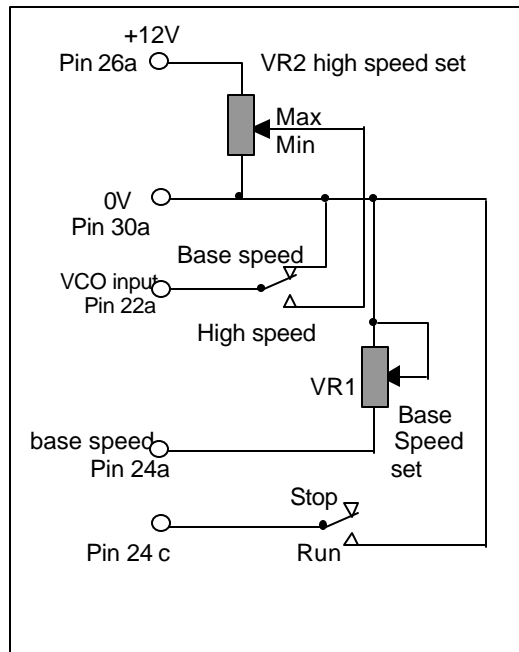 +12V
Pin 26a
VR2 high speed set
Max
Min
0V
Pin 30a
Base speed
VCO input
Pin 22a
High speed
VR1
Base
Speed
set
base speed
Pin 24a
Stop
Pin 24 c
Run